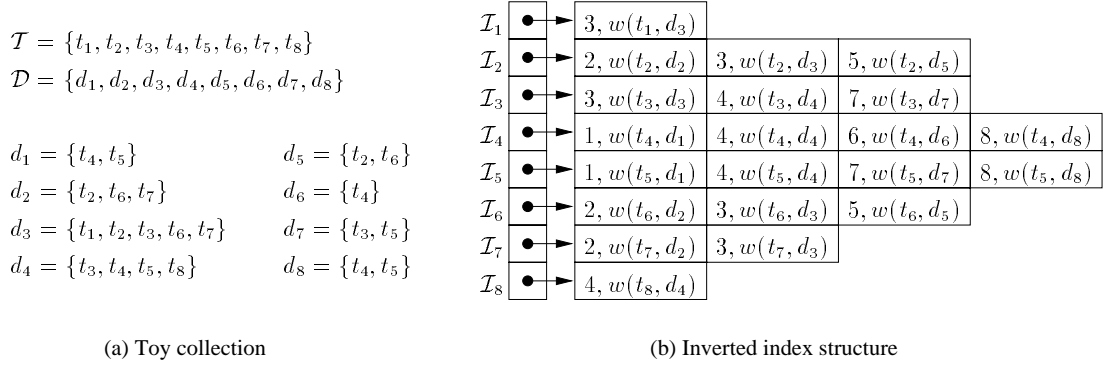 𝒯 = {t₁, t₂, t₃, t₄, t₅, t₆, t₇, t₈}
𝒟 = {d₁, d₂, d₃, d₄, d₅, d₆, d₇, d₈}
d₁ = {t₄, t₅} d₅ = {t₂, t₆}
d₂ = {t₂, t₆, t₇} d₆ = {t₄}
d₃ = {t₁, t₂, t₃, t₆, t₇} d₇ = {t₃, t₅}
d₄ = {t₃, t₄, t₅, t₈} d₈ = {t₄, t₅}
(a) Toy collection
ℐ₁ 3, w(t₁, d₃)
ℐ₂ 2, w(t₂, d₂) 3, w(t₂, d₃) 5, w(t₂, d₅)
ℐ₃ 3, w(t₃, d₃) 4, w(t₃, d₄) 7, w(t₃, d₇)
ℐ₄ 1, w(t₄, d₁) 4, w(t₄, d₄) 6, w(t₄, d₆) 8, w(t₄, d₈)
ℐ₅ 1, w(t₅, d₁) 4, w(t₅, d₄) 7, w(t₅, d₇) 8, w(t₅, d₈)
ℐ₆ 2, w(t₆, d₂) 3, w(t₆, d₃) 5, w(t₆, d₅)
ℐ₇ 2, w(t₇, d₂) 3, w(t₇, d₃)
ℐ₈ 4, w(t₈, d₄)
(b) Inverted index structure